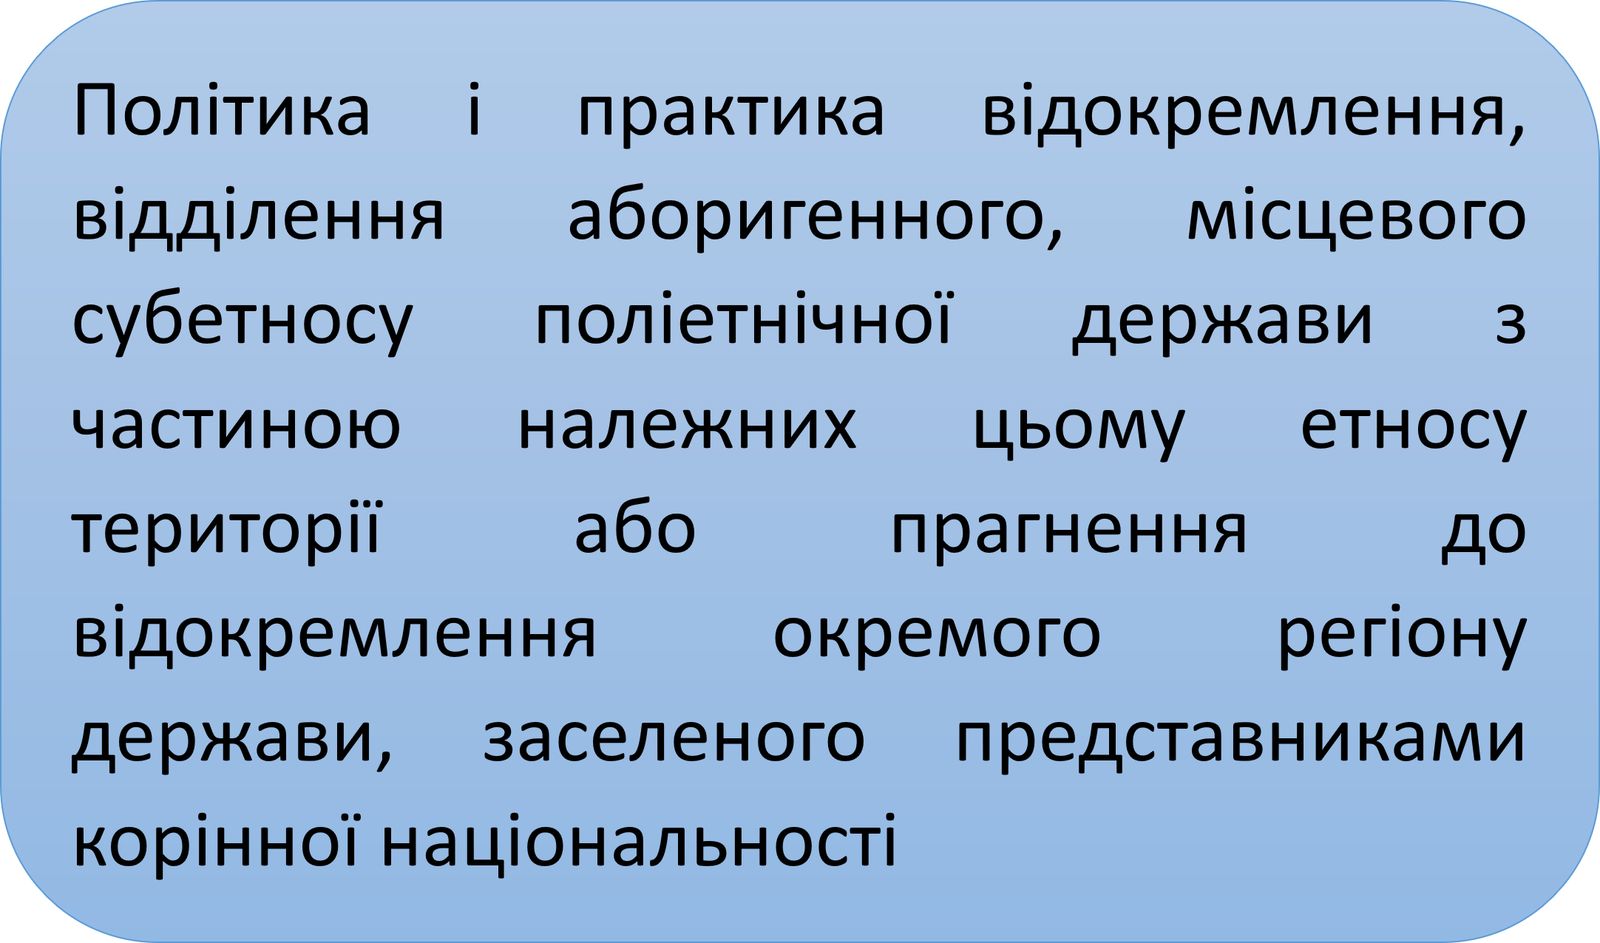 Політика і практика відокремлення,
відділення аборигенного, місцевого
субетносу поліетнічної держави з
частиною належних цьому етносу
території або прагнення до
відокремлення окремого регіону
держави, заселеного представниками
корінної національності